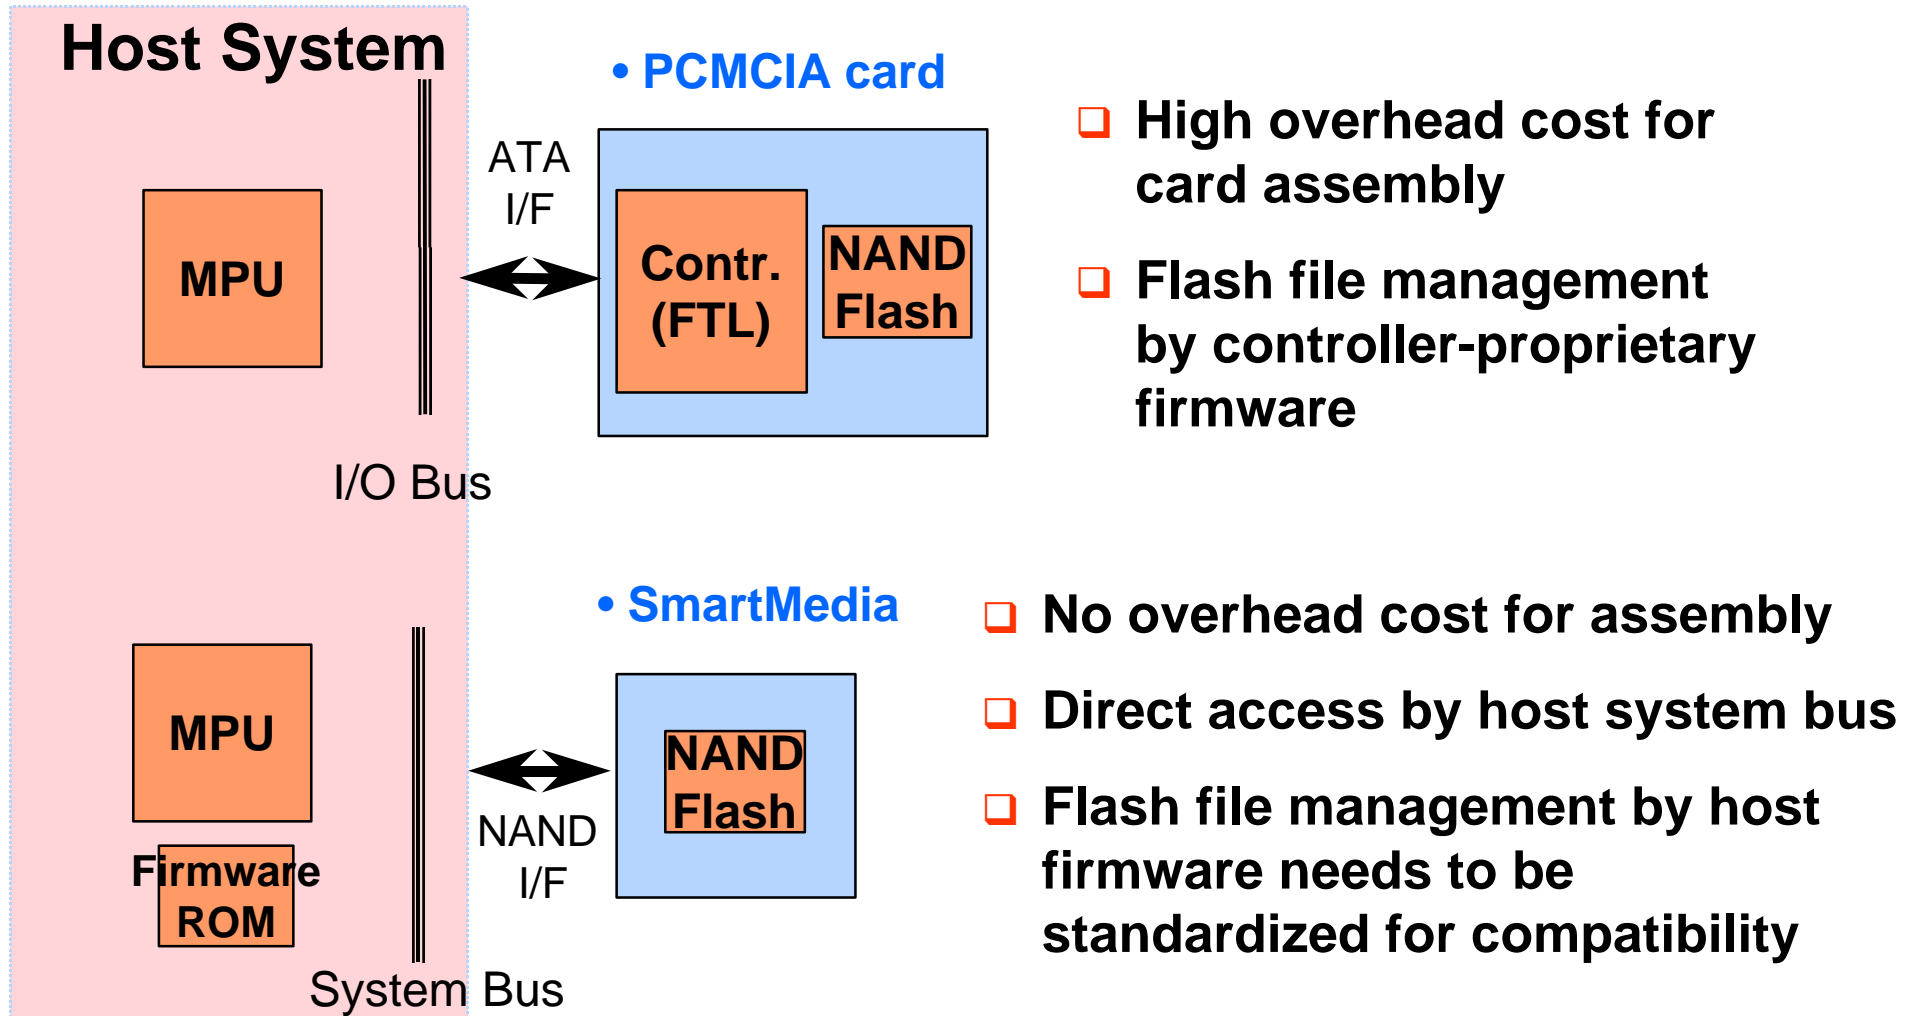 Host System
• PCMCIA card
ATA
I/F
MPU
Contr.
(FTL)
NAND
Flash
I/O Bus
❑ High overhead cost for
card assembly
❑ Flash file management
by controller-proprietary
firmware
• SmartMedia
MPU
Firmware
ROM
NAND
I/F
NAND
Flash
System Bus
❑ No overhead cost for assembly
❑ Direct access by host system bus
❑ Flash file management by host
firmware needs to be
standardized for compatibility